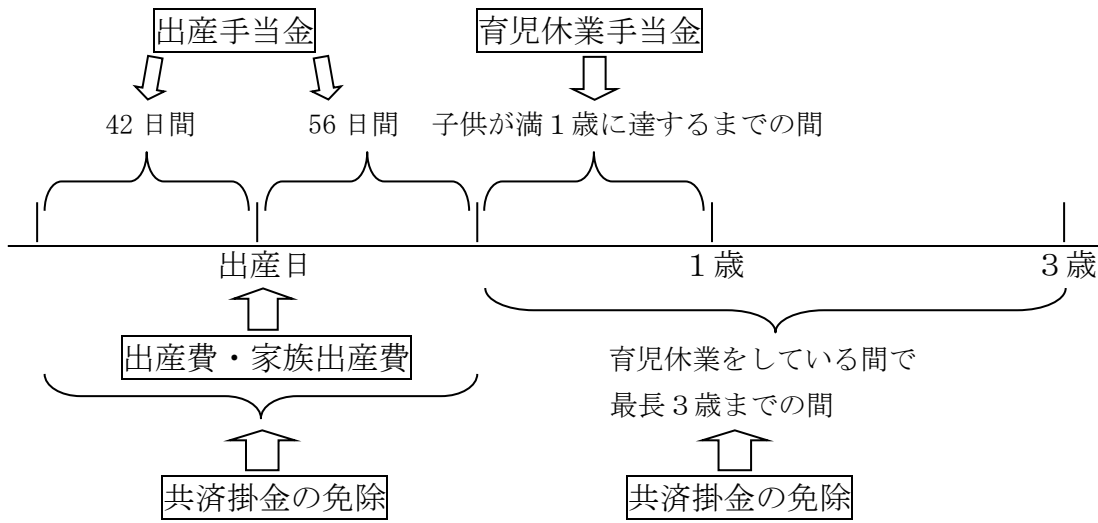 出産手当金
育児休業手当金
42 日間
56 日間
子供が満１歳に達するまでの間
出産日
１歳
３歳
出産費・家族出産費
育児休業をしている間で
最長３歳までの間
共済掛金の免除
共済掛金の免除